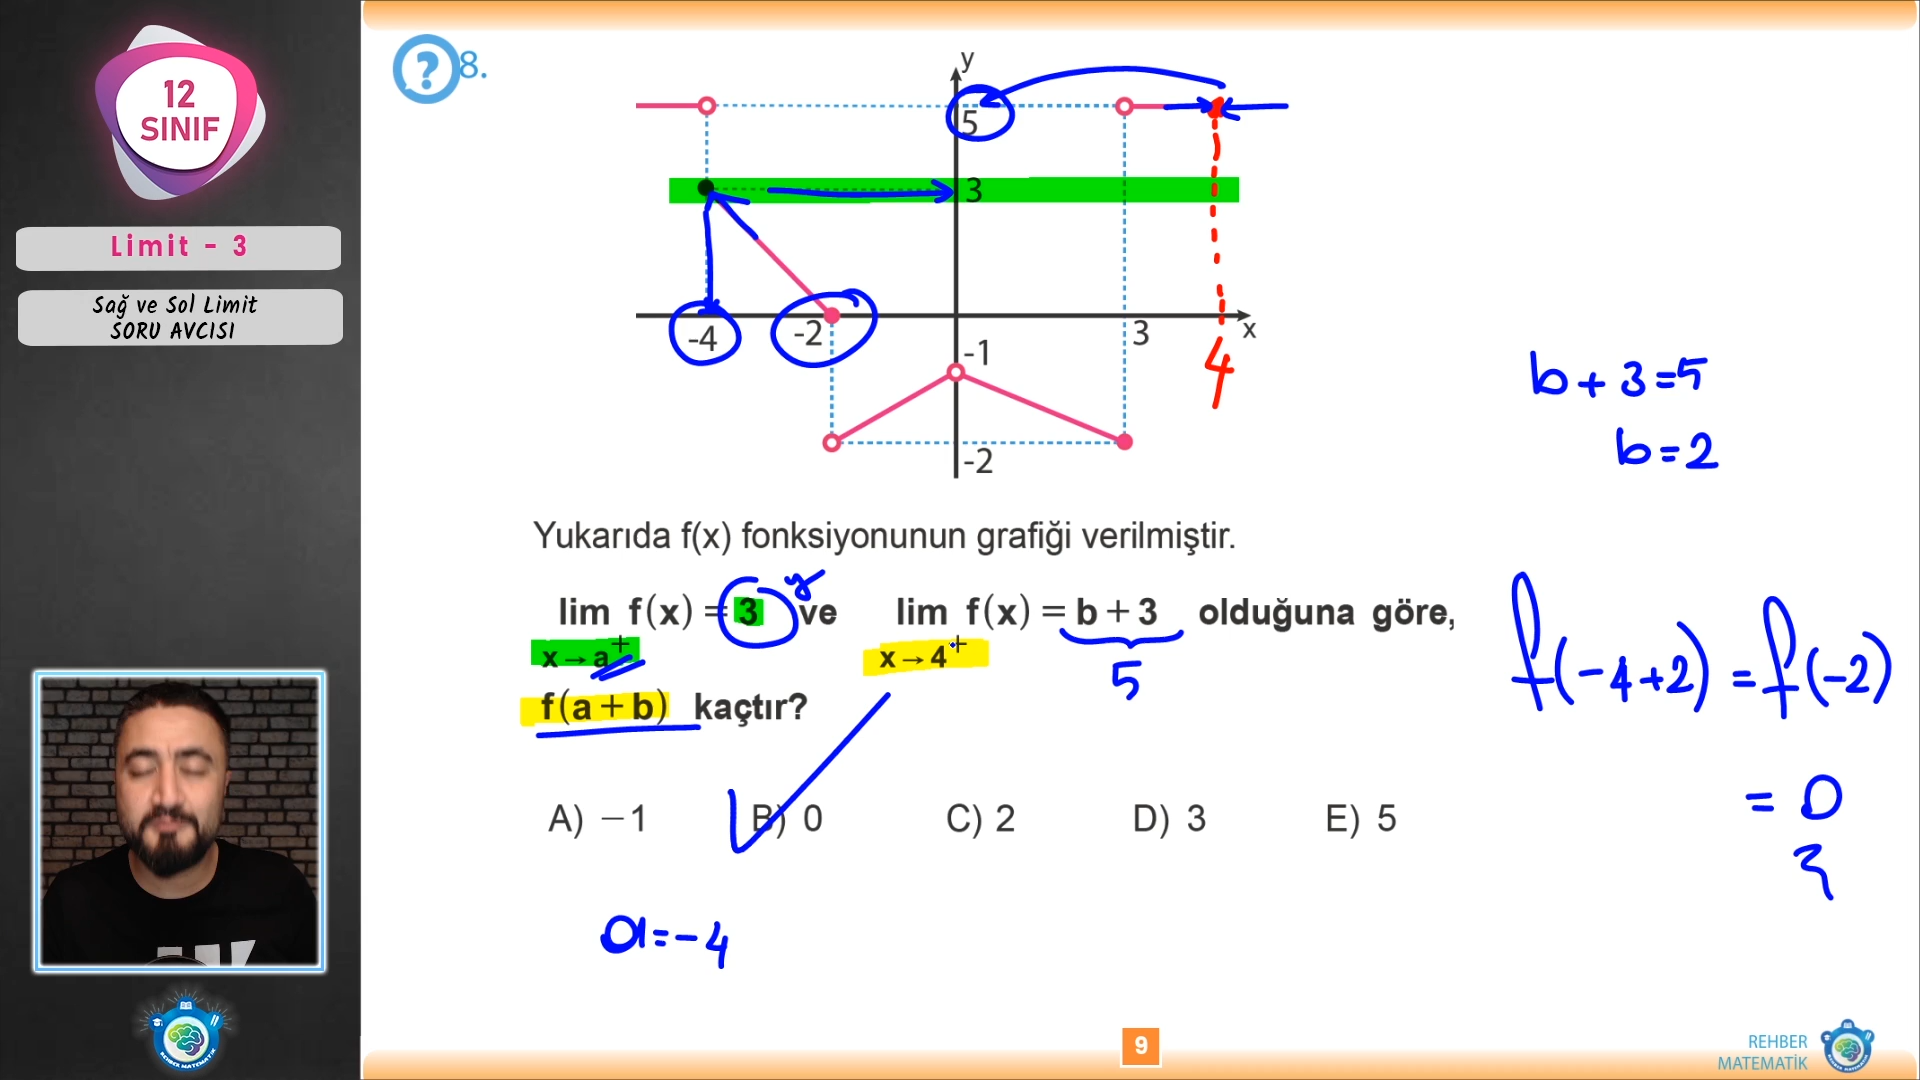 12
SINIF
Limit - 3
Sağ ve Sol Limit
SORU AVCISI
8.
y
5
3
-4
-2
-1
3
x
4
-2
b+3=5
b=2
Yukarıda f(x) fonksiyonunun grafiği verilmiştir.
lim f(x) = 3 ve lim f(x) = b + 3 olduğuna göre,
x→a⁺ x→4⁺
5
f(a+b) kaçtır?
f(-4+2) = f(-2)
= 0
A) −1 B) 0 C) 2 D) 3 E) 5
a=-4
9
REHBER
MATEMATİK
REHBER MATEMATİK